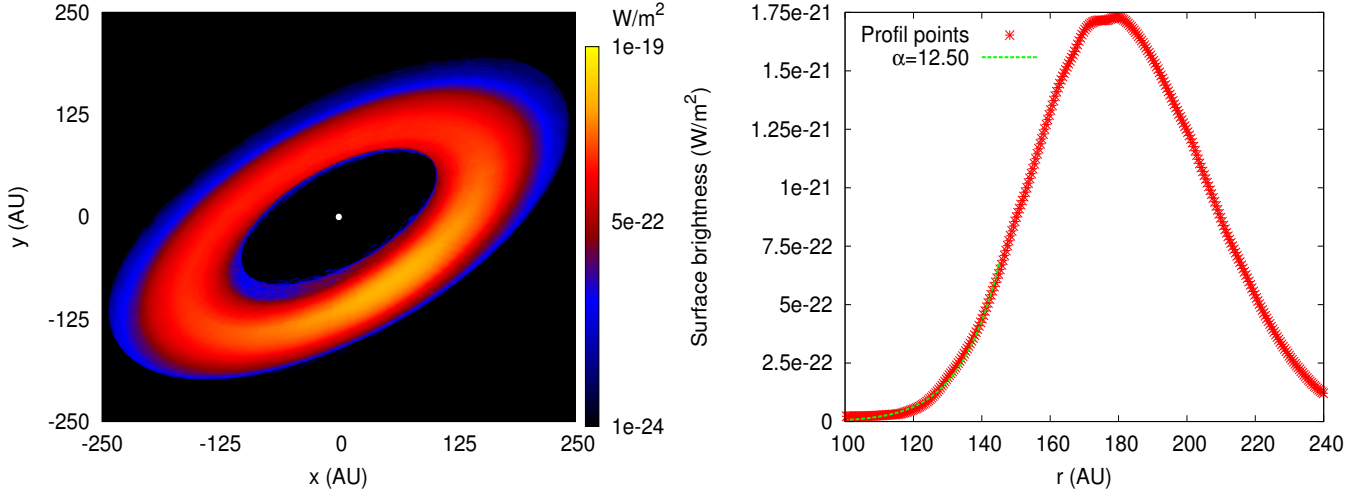 250
125
0
-125
-250
y (AU)
-250
-125
0
125
250
x (AU)
W/m²
1e-19
5e-22
1e-24
Surface brightness (W/m²)
1.75e-21
1.5e-21
1.25e-21
1e-21
7.5e-22
5e-22
2.5e-22
0
Profil points
α=12.50
100
120
140
160
180
200
220
240
r (AU)